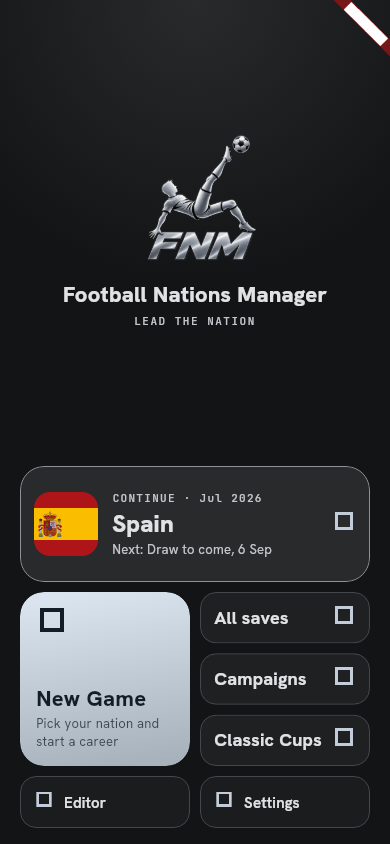 FNM
Football Nations Manager
LEAD THE NATION
CONTINUE · Jul 2026
Spain
Next: Draw to come, 6 Sep
New Game
Pick your nation and
start a career
All saves
Campaigns
Classic Cups
Editor
Settings